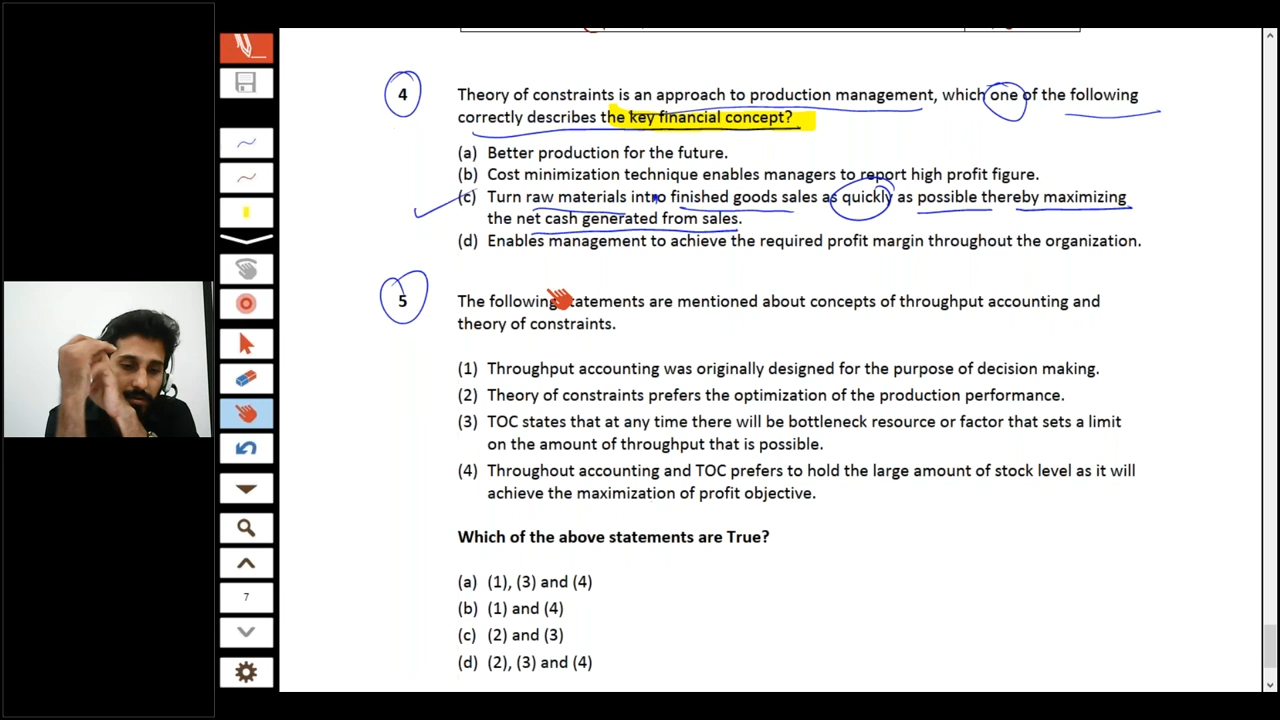 4 Theory of constraints is an approach to production management, which one of the following
correctly describes the key financial concept?
(a) Better production for the future.
(b) Cost minimization technique enables managers to report high profit figure.
(c) Turn raw materials intro finished goods sales as quickly as possible thereby maximizing
the net cash generated from sales.
(d) Enables management to achieve the required profit margin throughout the organization.
5 The following statements are mentioned about concepts of throughput accounting and
theory of constraints.
(1) Throughput accounting was originally designed for the purpose of decision making.
(2) Theory of constraints prefers the optimization of the production performance.
(3) TOC states that at any time there will be bottleneck resource or factor that sets a limit
on the amount of throughput that is possible.
(4) Throughout accounting and TOC prefers to hold the large amount of stock level as it will
achieve the maximization of profit objective.
Which of the above statements are True?
(a) (1), (3) and (4)
(b) (1) and (4)
(c) (2) and (3)
(d) (2), (3) and (4)
7